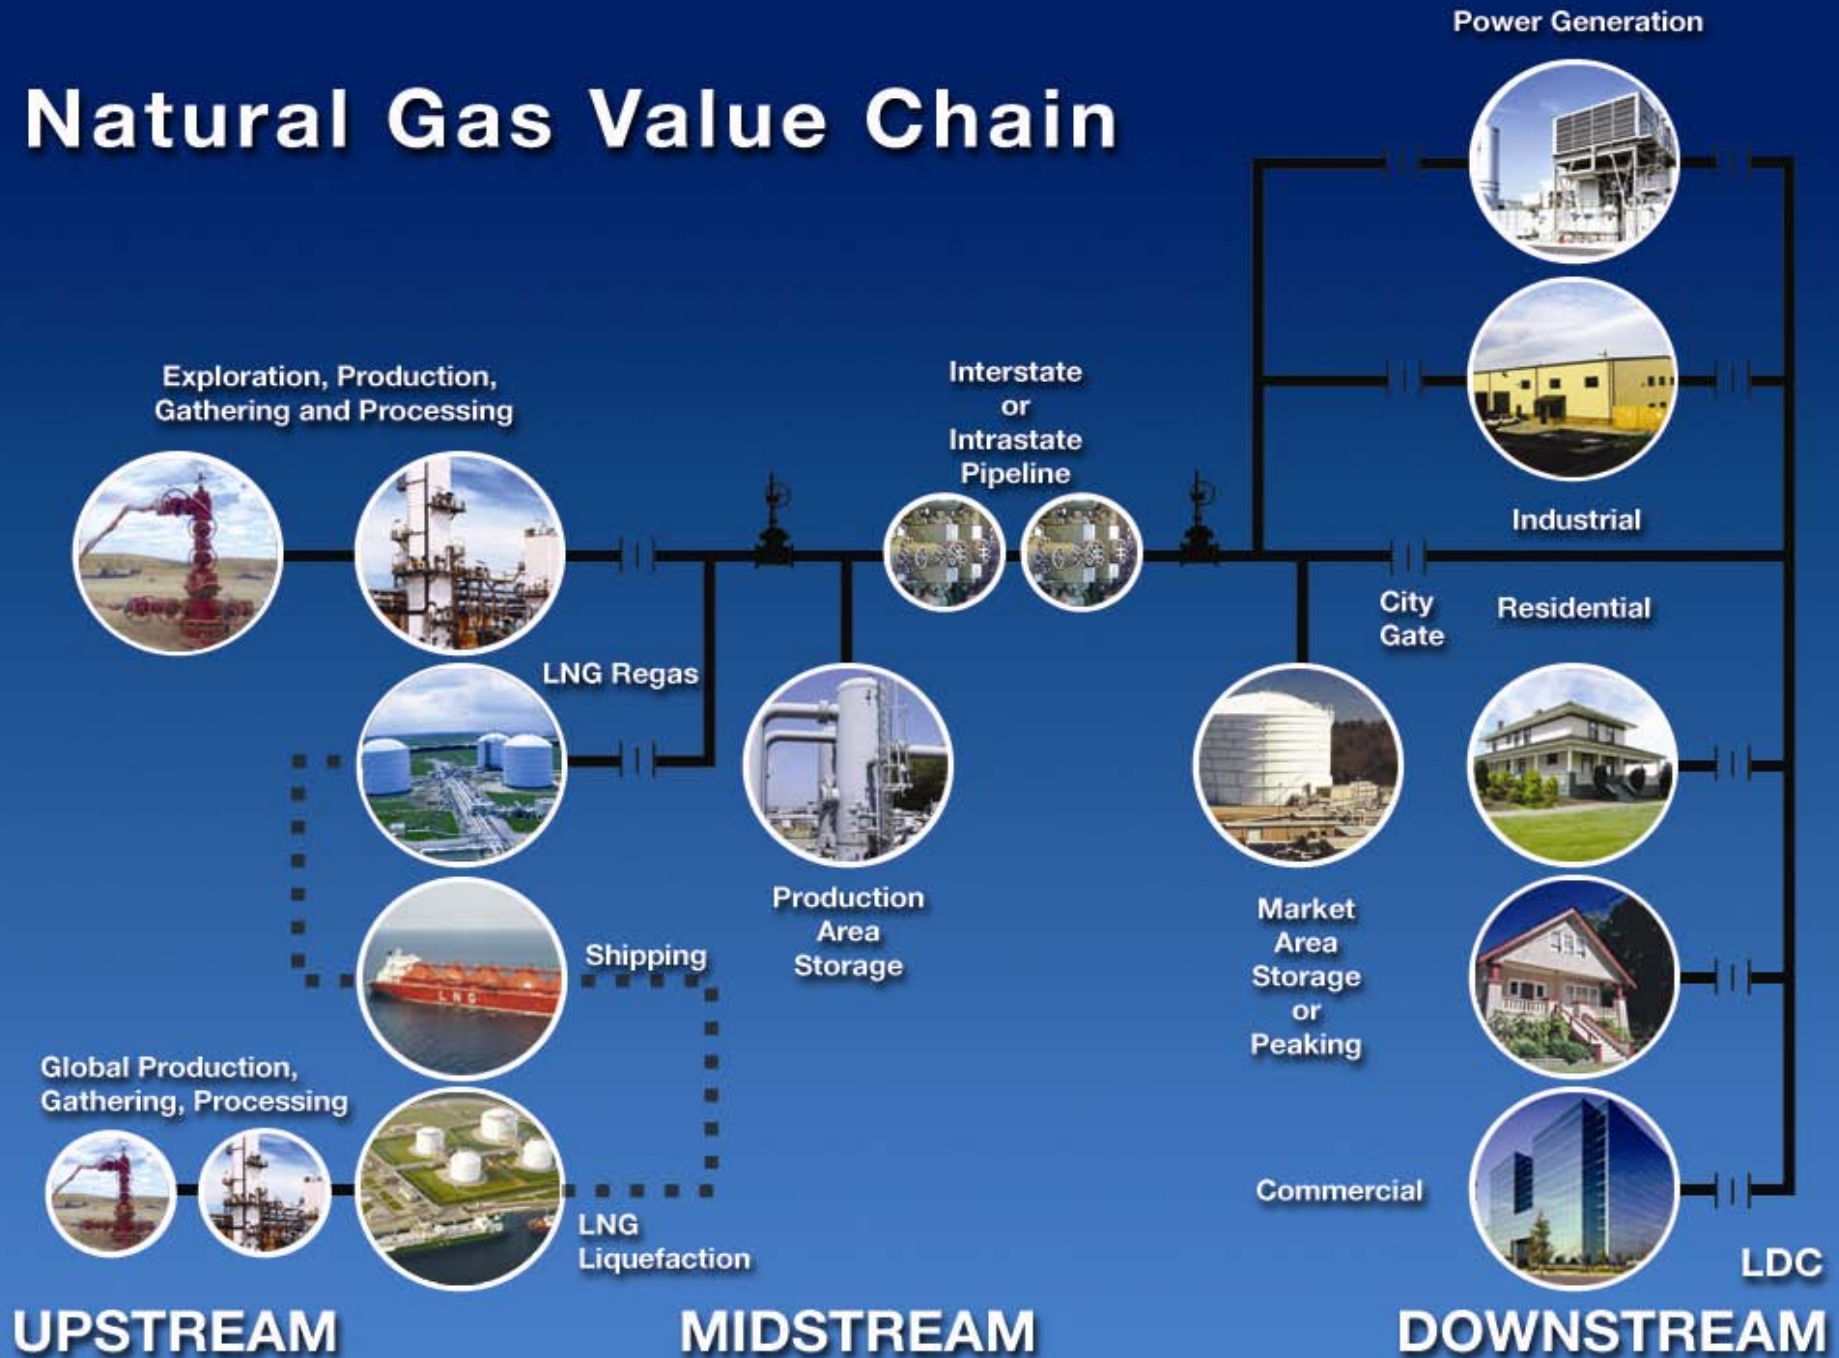 Power Generation
Natural Gas Value Chain
Exploration, Production,
Gathering and Processing
Interstate
or
Intrastate
Pipeline
Industrial
City
Gate
Residential
LNG Regas
Production
Area
Storage
Market
Area
Storage
or
Peaking
Shipping
LNG
Global Production,
Gathering, Processing
LNG
Liquefaction
Commercial
LDC
UPSTREAM
MIDSTREAM
DOWNSTREAM